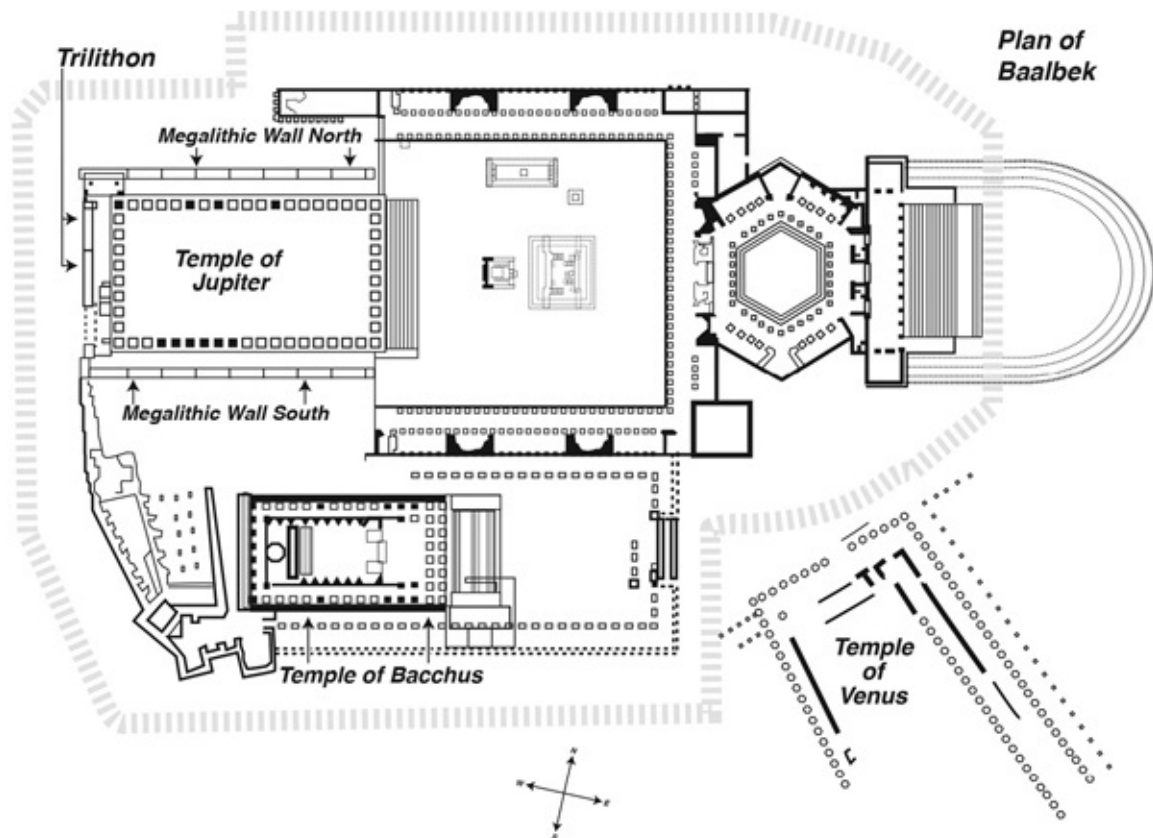 Plan of
Baalbek
Trilithon
Megalithic Wall North
Temple of
Jupiter
Megalithic Wall South
Temple of Bacchus
Temple
of
Venus
N
W
E